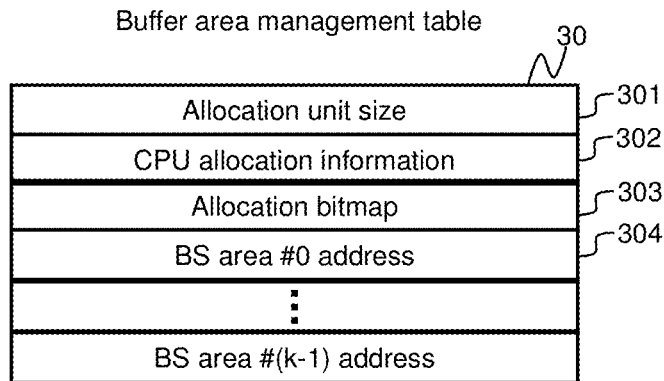 Buffer area management table
30
Allocation unit size
301
CPU allocation information
302
Allocation bitmap
303
BS area #0 address
304
BS area #(k-1) address